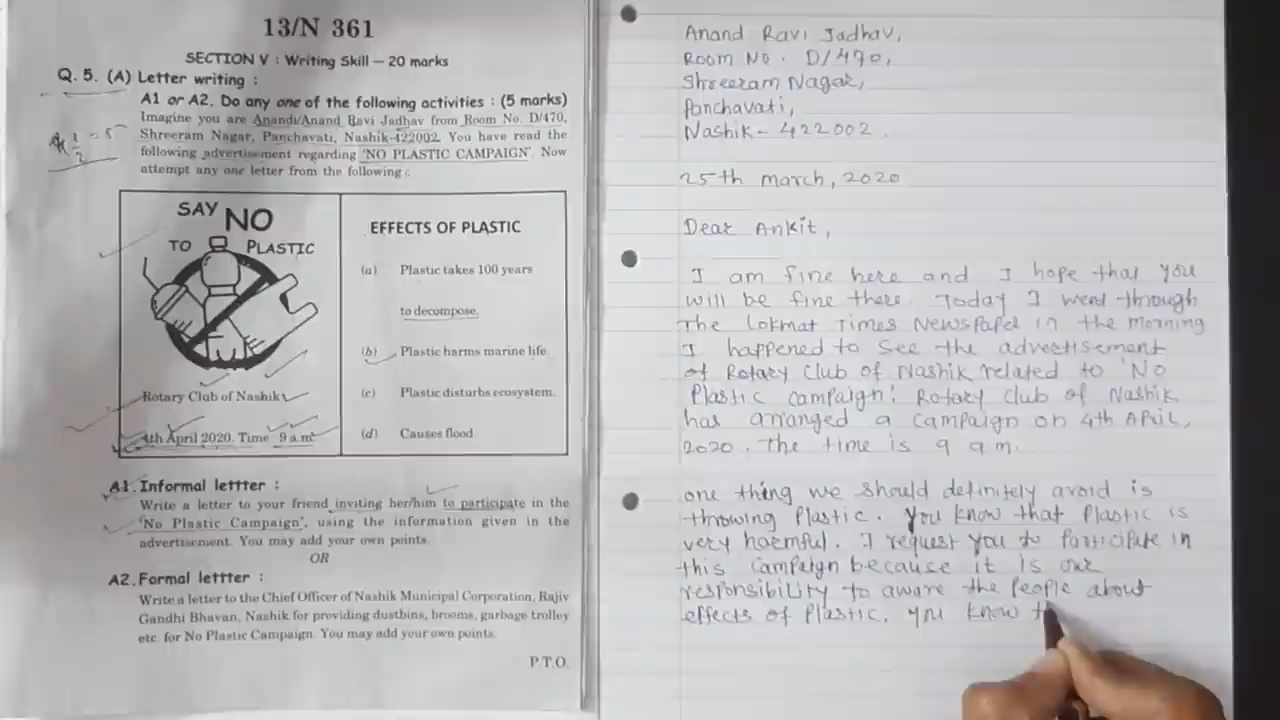 13/N 361
SECTION V : Writing Skill – 20 marks
Q. 5. (A) Letter writing :
A1 or A2. Do any one of the following activities : (5 marks)
Imagine you are Anandi/Anand Ravi Jadhav from Room No. D/470,
Shreeram Nagar, Panchavati, Nashik-422002. You have read the
following advertisement regarding 'NO PLASTIC CAMPAIGN'. Now
attempt any one letter from the following :
SAY NO
TO PLASTIC
Rotary Club of Nashik
4th April 2020. Time 9 a.m.
EFFECTS OF PLASTIC
(a) Plastic takes 100 years
to decompose.
(b) Plastic harms marine life.
(c) Plastic disturbs ecosystem.
(d) Causes flood
A1. Informal lettter :
Write a letter to your friend inviting her/him to participate in the
'No Plastic Campaign', using the information given in the
advertisement. You may add your own points.
OR
A2. Formal lettter :
Write a letter to the Chief Officer of Nashik Municipal Corporation, Rajiv
Gandhi Bhavan, Nashik for providing dustbins, brooms, garbage trolley
etc. for No Plastic Campaign. You may add your own points.
P.T.O.
Anand Ravi Jadhav,
Room No. D/470,
Shreeram Nagar,
Panchavati,
Nashik - 422002.
25th march, 2020
Dear Ankit,
I am fine here and I hope that you
will be fine there. Today I went through
The Lokmat Times Newspaper in the morning
I happened to see the advertisement
of Rotary Club of Nashik related to 'No
Plastic campaign'. Rotary club of Nashik
has arranged a campaign on 4th April,
2020. The time is 9 a.m.
one thing we should definitely avoid is
throwing Plastic. You know that Plastic is
very harmful. I request you to Participate in
this campaign because it is our
responsibility to aware the People about
effects of Plastic. you know t